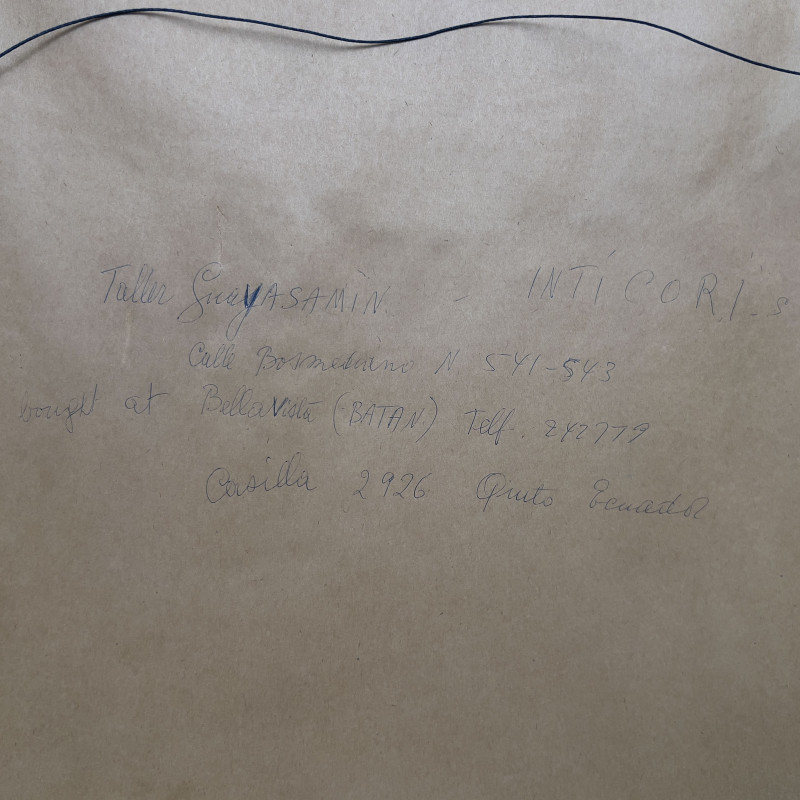 Taller GuaYASAMIN - INTI CORI.s
Calle Bosmediano N 541-543
bought at Bellavista (BATAN.) Telf. 242779
Casilla 2926 Quito Ecuador